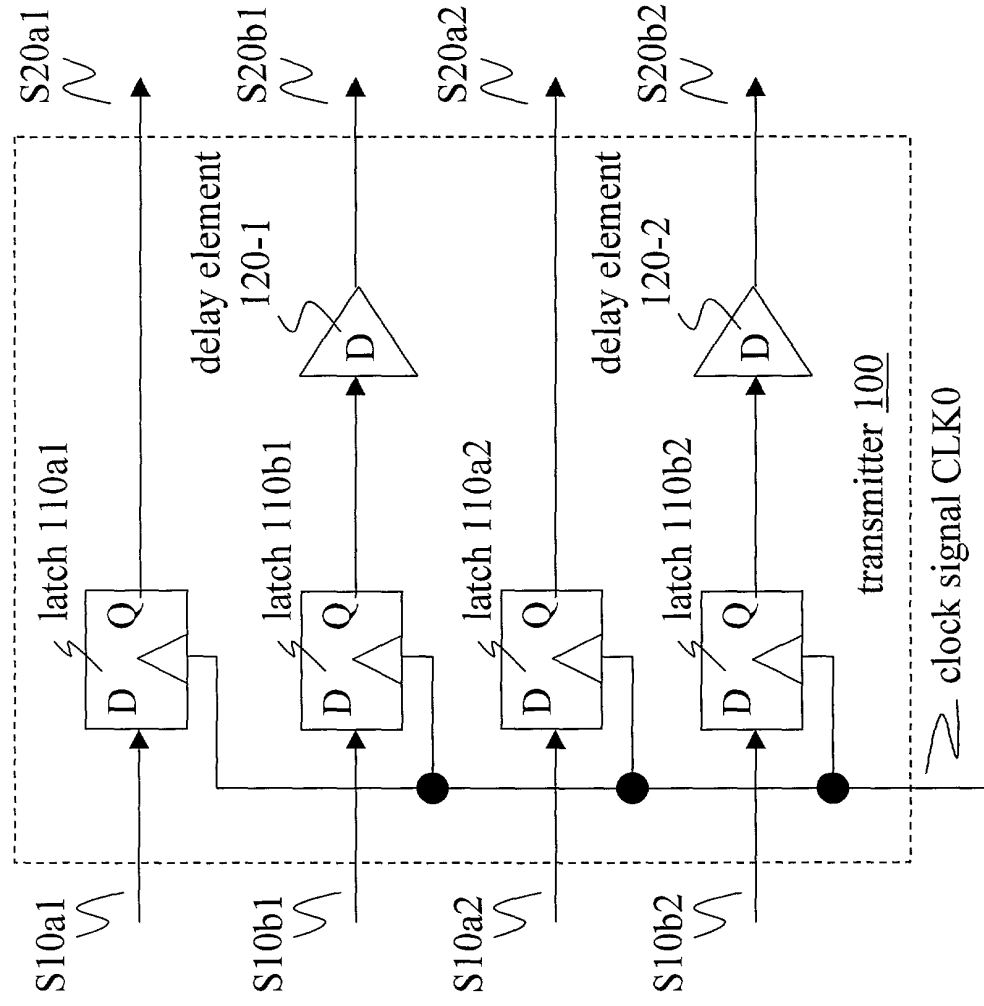 S10a1
D
Q
latch 110a1
S20a1
S10b1
D
Q
latch 110b1
delay element
120-1
D
S20b1
S10a2
D
Q
latch 110a2
S20a2
S10b2
D
Q
latch 110b2
delay element
120-2
D
S20b2
transmitter 100
clock signal CLK0